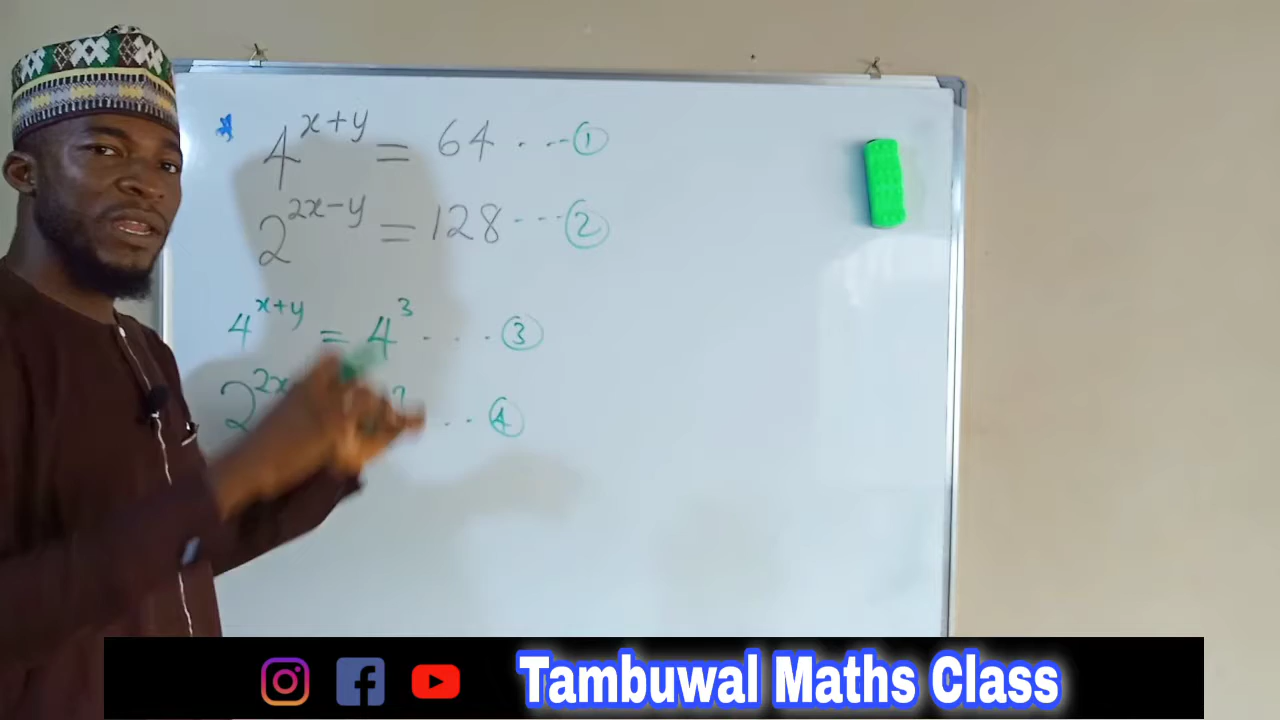 * 4^{x+y} = 64 . -- ①
2^{2x-y} = 128 --- ②
4^{x+y} = 4^3 . . . ③
2^{2x ... . . ④
Tambuwal Maths Class